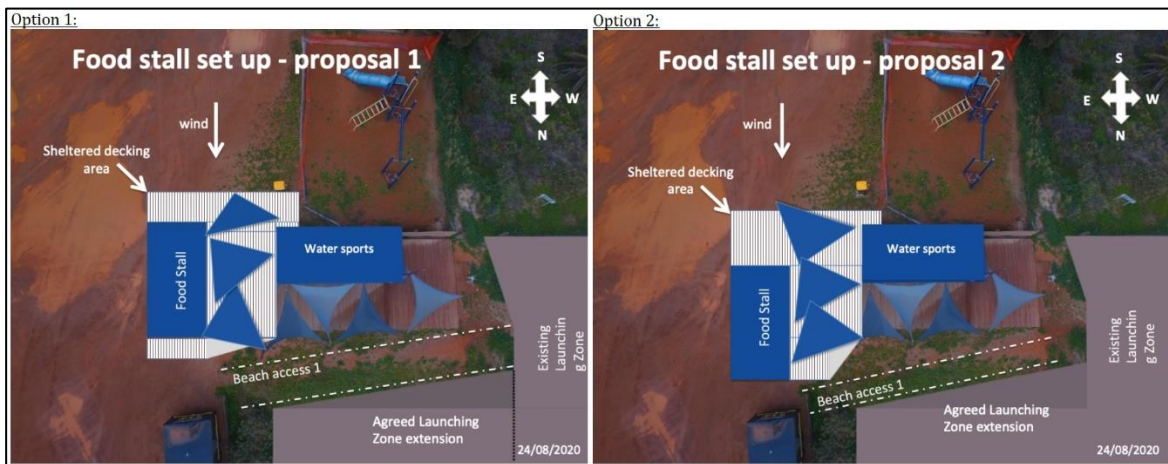 Option 1:
Food stall set up - proposal 1
S
E
W
N
wind
Sheltered decking
area
Food Stall
Water sports
Beach access 1
Existing
Launchin
g Zone
Agreed Launching
Zone extension
24/08/2020
Option 2:
Food stall set up - proposal 2
S
E
W
N
wind
Sheltered decking
area
Food Stall
Water sports
Beach access 1
Existing
Launchin
g Zone
Agreed Launching
Zone extension
24/08/2020